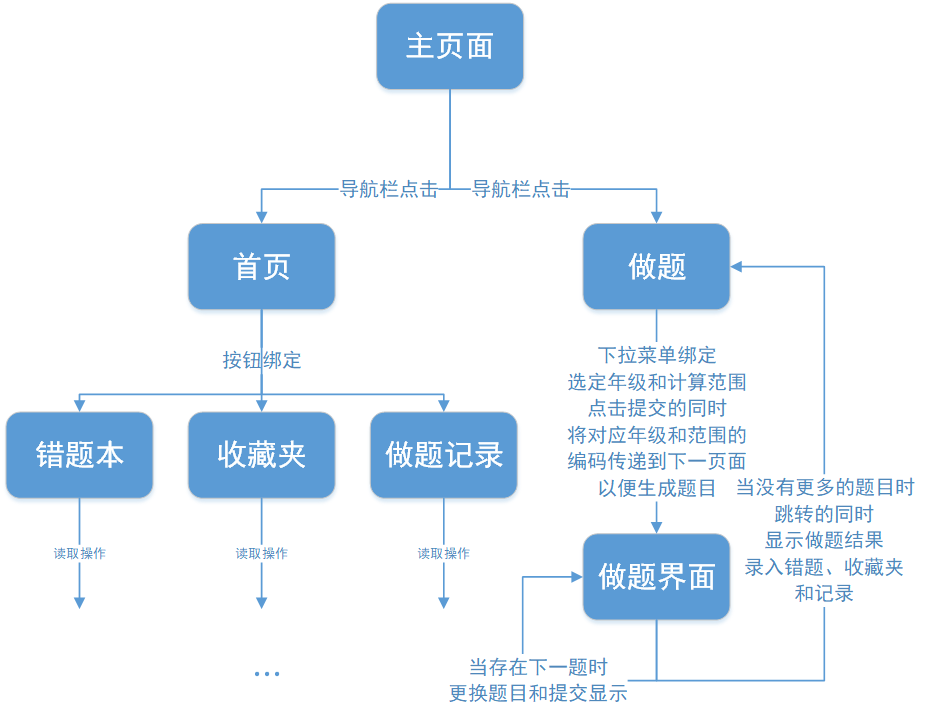 主页面
导航栏点击
导航栏点击
首页
做题
按钮绑定
下拉菜单绑定
选定年级和计算范围
点击提交的同时
将对应年级和范围的
编码传递到下一页面
以便生成题目
错题本
收藏夹
做题记录
读取操作
读取操作
读取操作
做题界面
当没有更多的题目时
跳转的同时
显示做题结果
录入错题、收藏夹
和记录
当存在下一题时
更换题目和提交显示
...